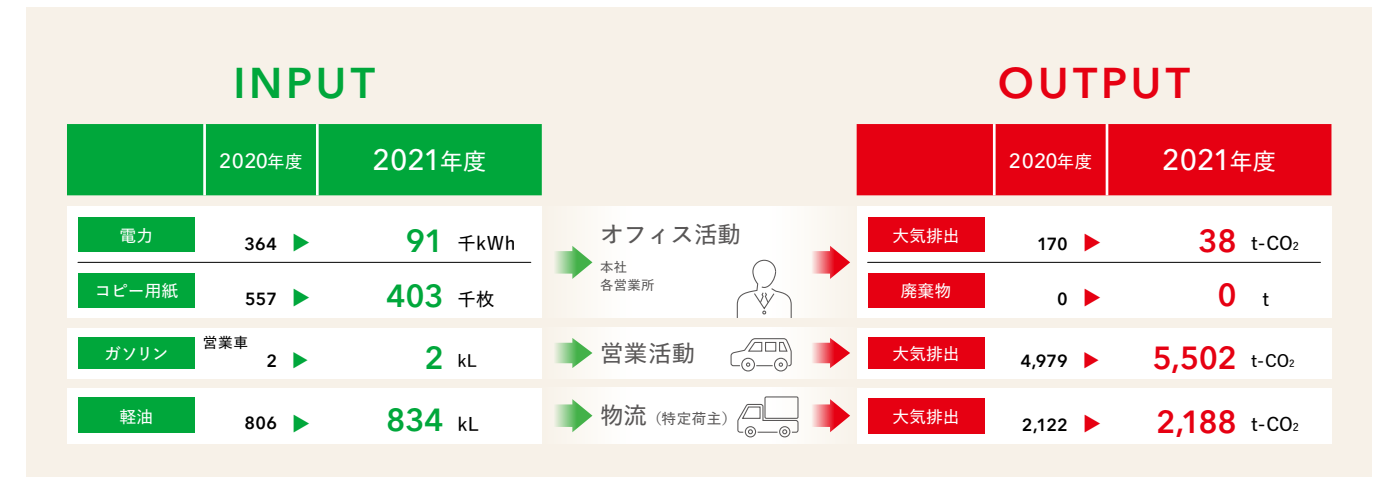 INPUT
OUTPUT
2020年度 2021年度
2020年度 2021年度
電力 364 91 千kWh
コピー用紙 557 403 千枚
オフィス活動
本社
各営業所
大気排出 170 38 t-CO₂
廃棄物 0 0 t
ガソリン 営業車 2 2 kL
営業活動
大気排出 4,979 5,502 t-CO₂
軽油 806 834 kL
物流（特定荷主）
大気排出 2,122 2,188 t-CO₂